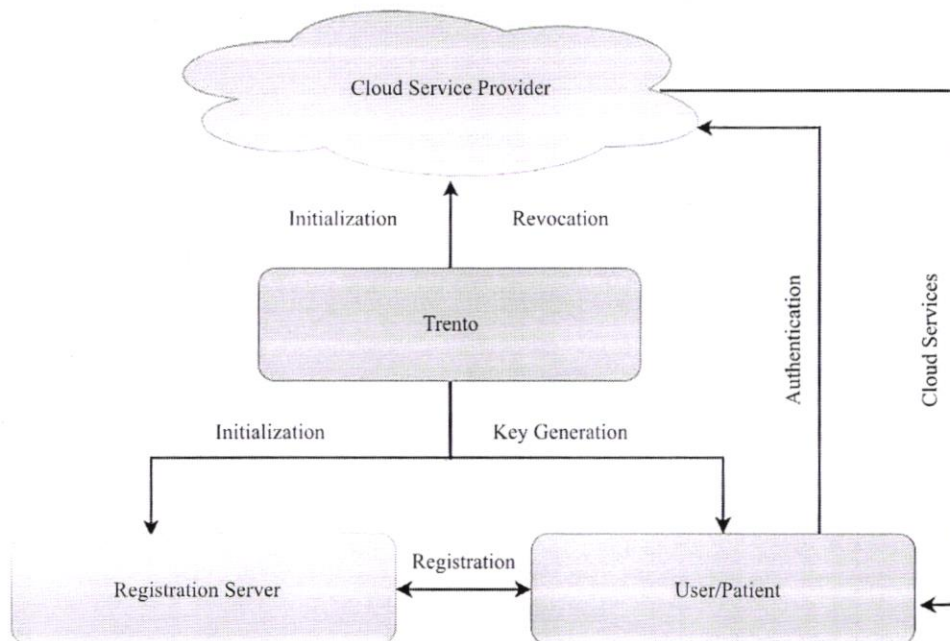 Cloud Service Provider
Initialization
Revocation
Trento
Authentication
Cloud Services
Initialization
Key Generation
Registration
Registration Server
User/Patient